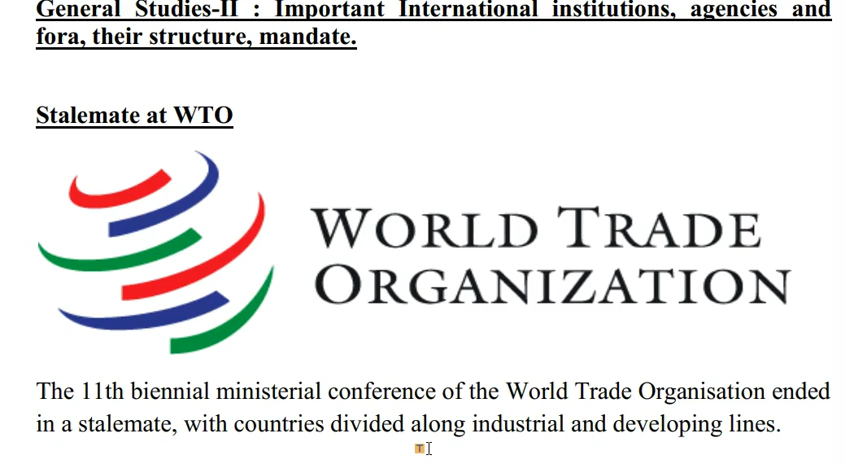 General Studies-II : Important International institutions, agencies and
fora, their structure, mandate.
Stalemate at WTO
WORLD TRADE
ORGANIZATION
The 11th biennial ministerial conference of the World Trade Organisation ended
in a stalemate, with countries divided along industrial and developing lines.
T